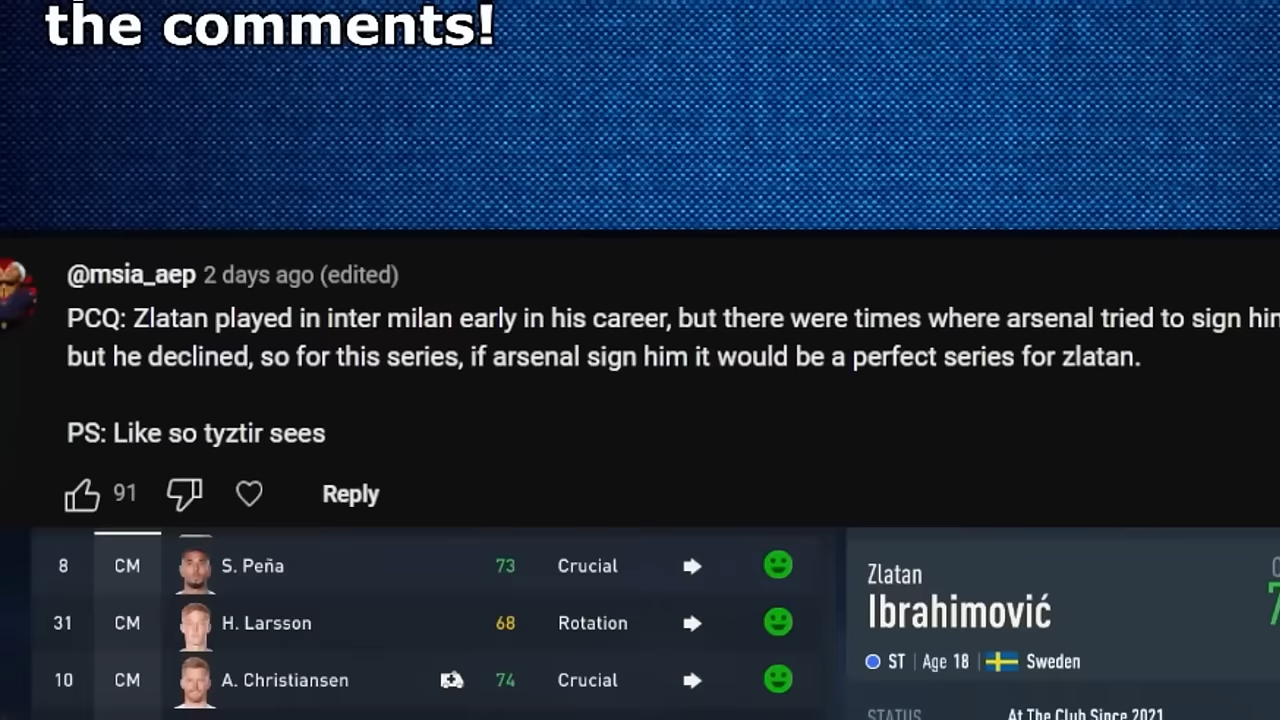 the comments!
@msia_aep 2 days ago (edited)
PCQ: Zlatan played in inter milan early in his career, but there were times where arsenal tried to sign
but he declined, so for this series, if arsenal sign him it would be a perfect series for zlatan.
PS: Like so tyztir sees
91 Reply
8 CM S. Peña 73 Crucial
31 CM H. Larsson 68 Rotation
10 CM A. Christiansen 74 Crucial
Zlatan
Ibrahimović
ST | Age 18 | Sweden
STATUS At The Club Since 2021